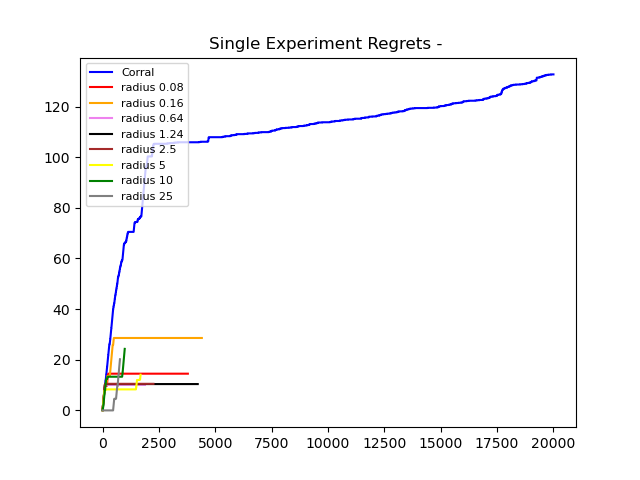 Single Experiment Regrets -
Corral
radius 0.08
radius 0.16
radius 0.64
radius 1.24
radius 2.5
radius 5
radius 10
radius 25
120
100
80
60
40
20
0
0 2500 5000 7500 10000 12500 15000 17500 20000